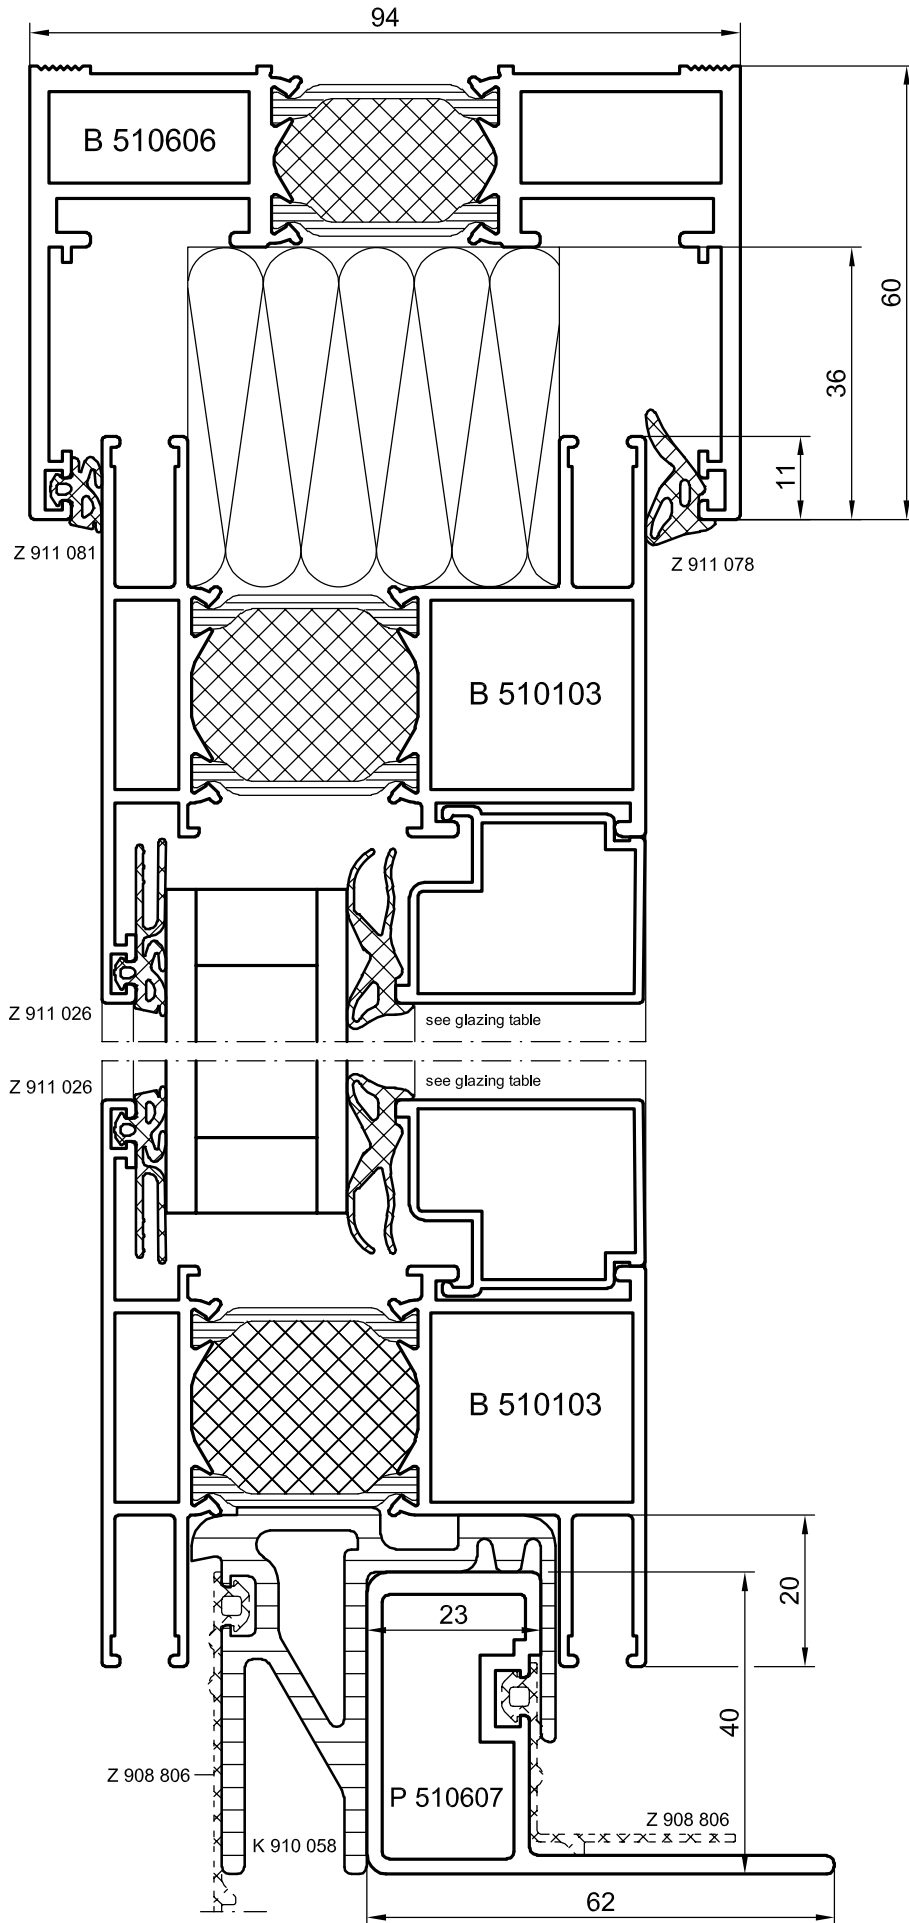 94
B 510606
60
36
11
Z 911 081
Z 911 078
B 510103
Z 911 026
see glazing table
see glazing table
Z 911 026
B 510103
20
23
40
Z 908 806
P 510607
Z 908 806
K 910 058
62